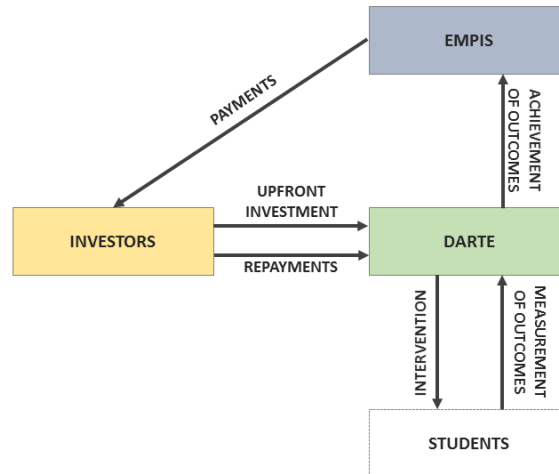 EMPIS
PAYMENTS
ACHIEVEMENT
OF OUTCOMES
UPFRONT
INVESTMENT
INVESTORS
DARTE
REPAYMENTS
INTERVENTION
MEASUREMENT
OF OUTCOMES
STUDENTS